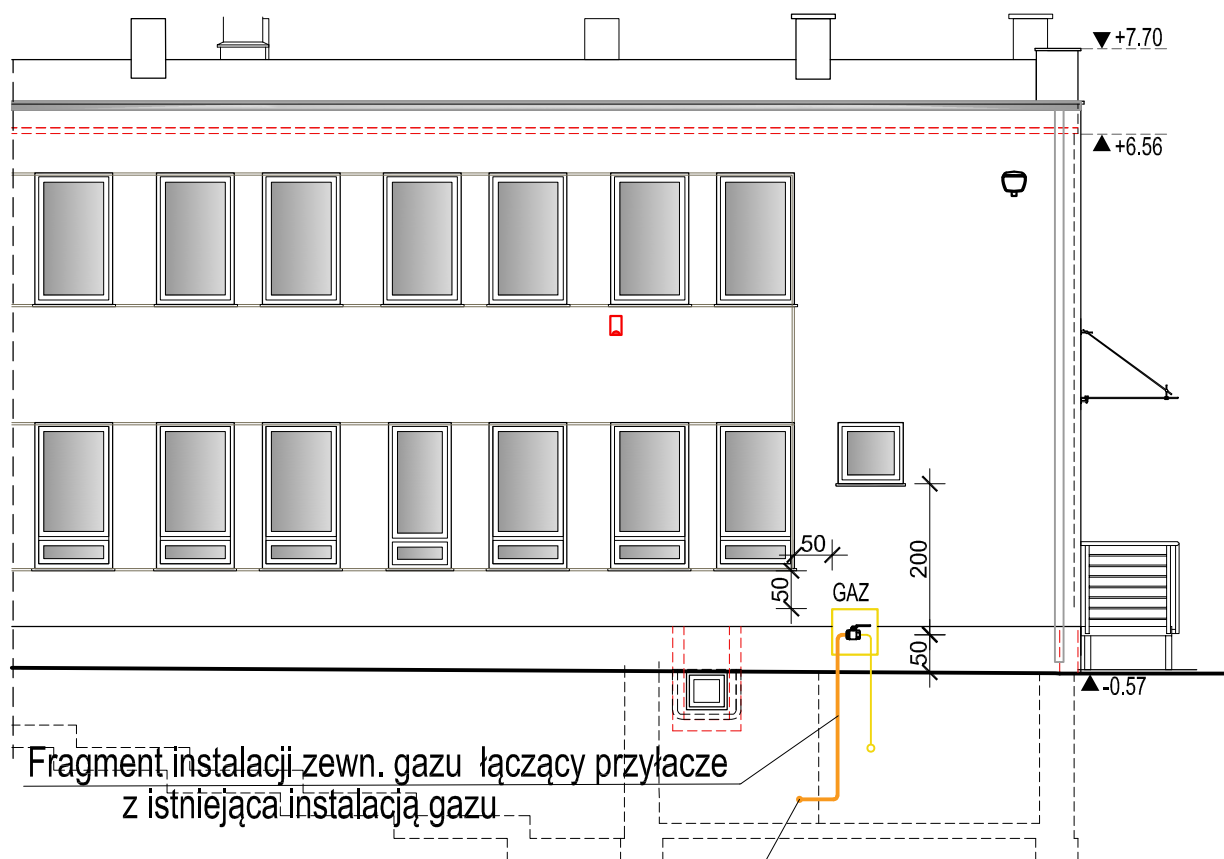 +7.70
+6.56
50
200
50
GAZ
50
-0.57
Fragment instalacji zewn. gazu łączący przyłacze
z istniejąca instalacją gazu